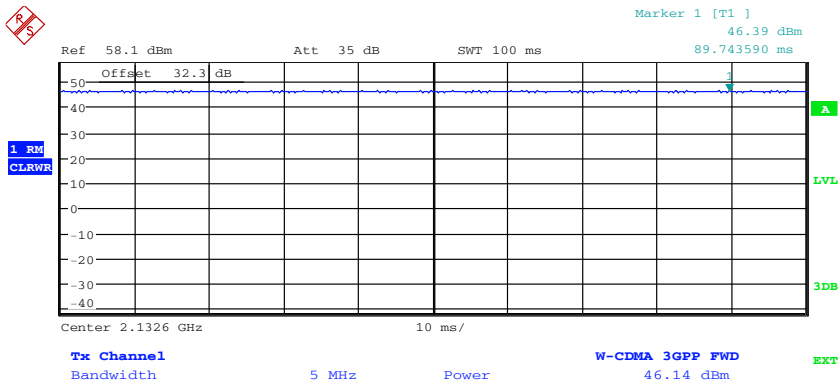 R S
Marker 1 [T1 ]
46.39 dBm
Ref 58.1 dBm Att 35 dB SWT 100 ms 89.743590 ms
Offset 32.3 dB
1
50
40
A
30
1 RM
20
CLRWR
10
LVL
0
-10
-20
-30
3DB
-40
Center 2.1326 GHz 10 ms/
Tx Channel W-CDMA 3GPP FWD
EXT
Bandwidth 5 MHz Power 46.14 dBm